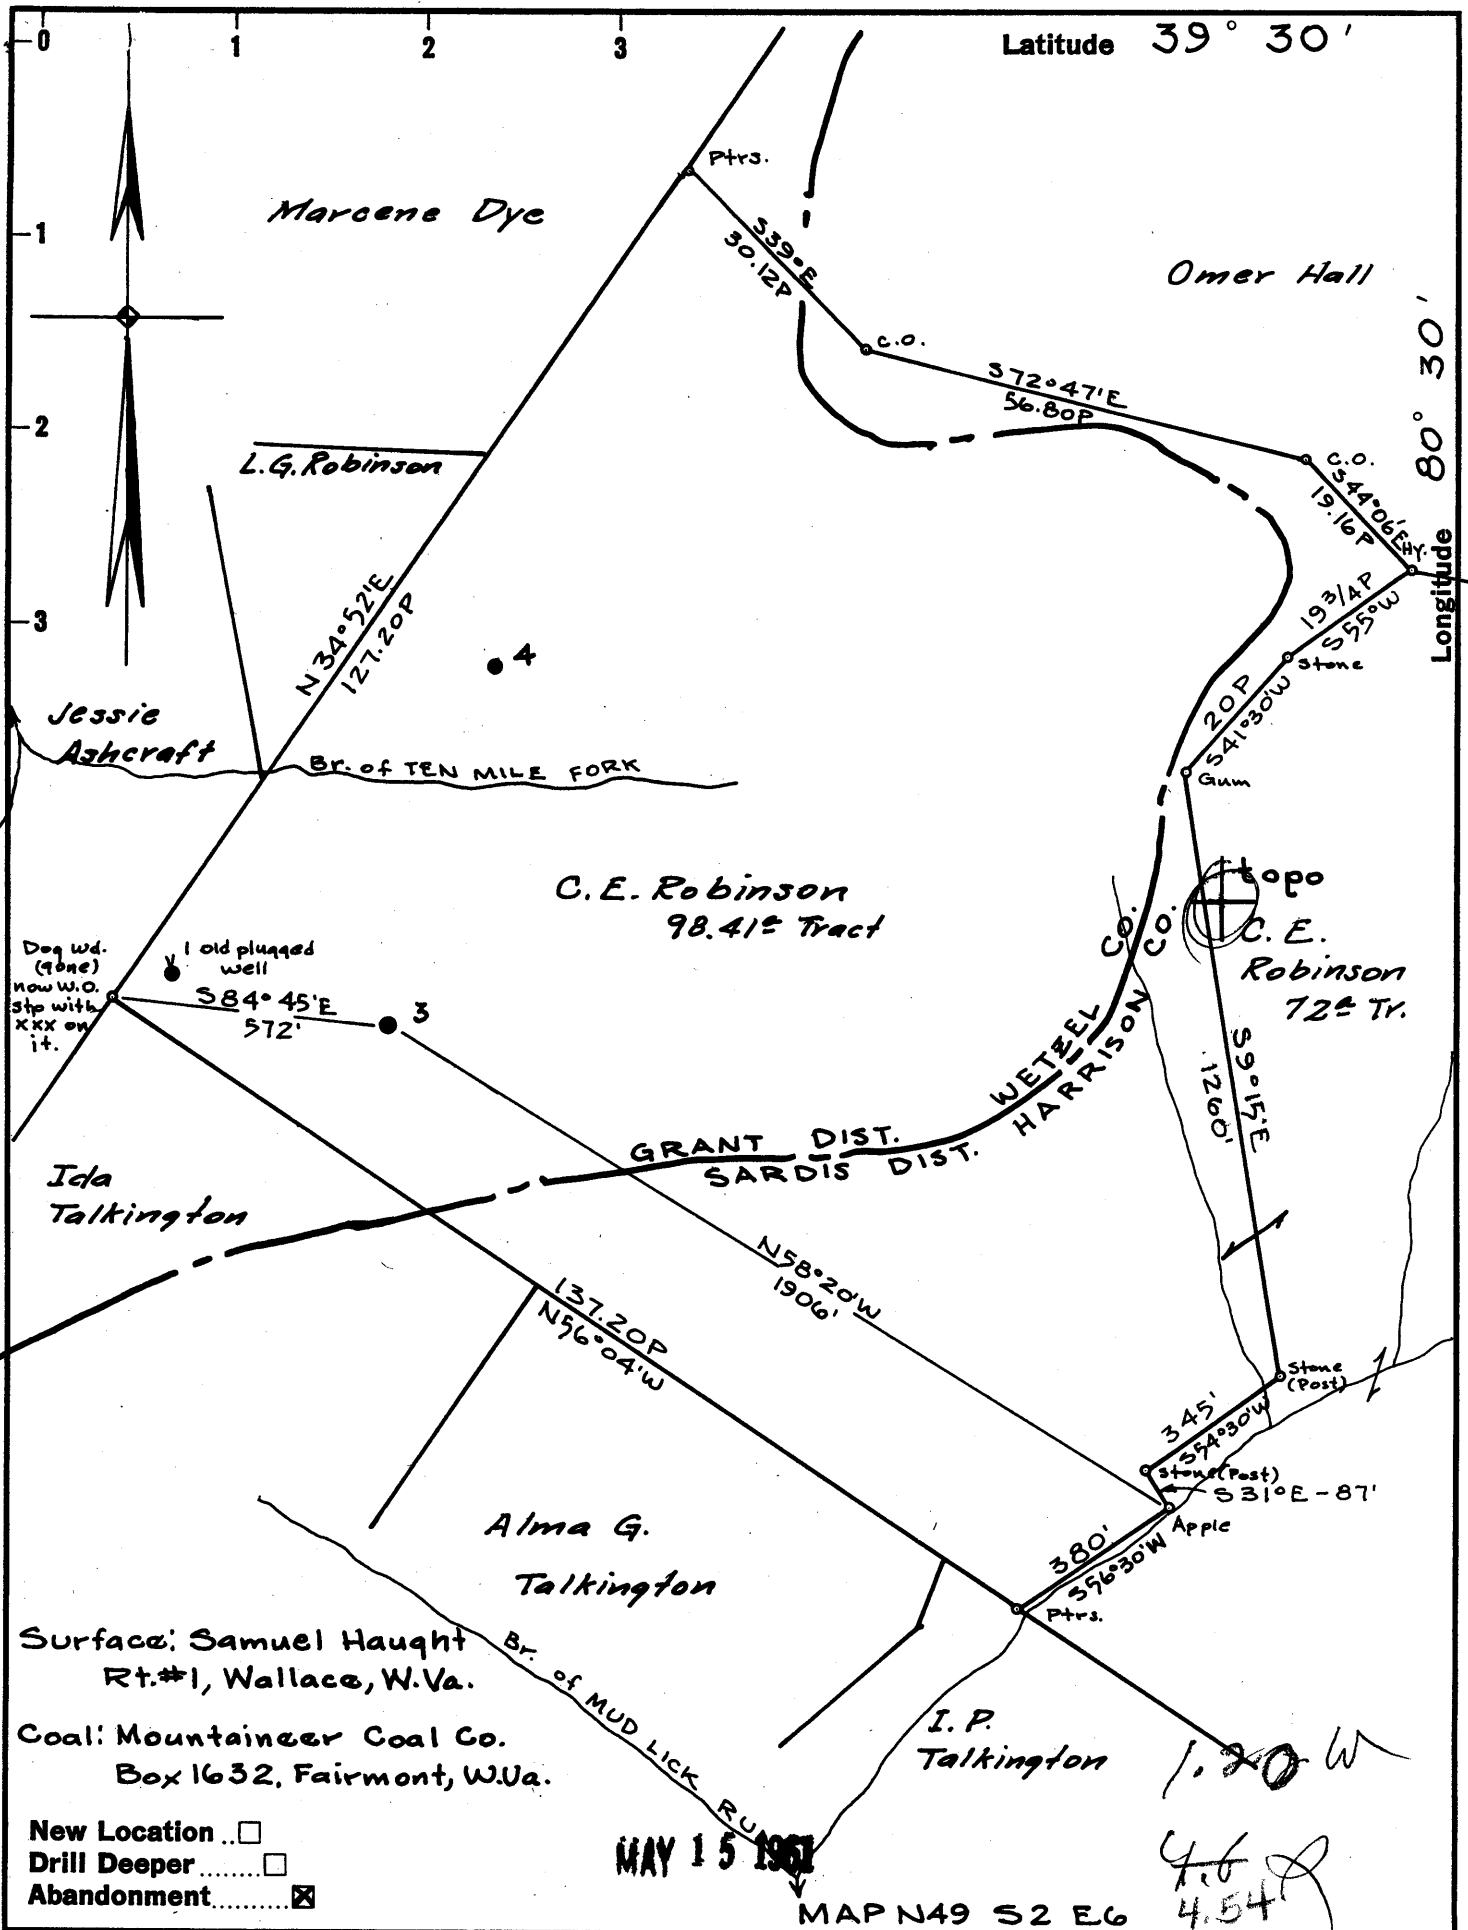 0
1
2
3
Latitude 39° 30'
1
2
3
Longitude 80° 30'
Ptrs.
Marcene Dye
S39°E
30.12P
Omer Hall
C.O.
S72°47'E
56.80P
C.O.
S44°06'E
19.16P
Hy.
L.G. Robinson
19 3/4 P
S55°W
Stone
N34°52'E
127.20P
4
20P
S41°30'W
Jessie
Ashcraft
Br. of TEN MILE FORK
Gum
topo
C.E. Robinson
98.41ª Tract
C.E.
Robinson
72ª Tr.
CO.
CO.
Dog Wd.
(gone)
now W.O.
stp with
xxx on
it.
1 old plugged
well
S84°45'E
572'
3
WETZEL
HARRISON
S9°15'E
1260'
GRANT DIST.
SARDIS DIST.
Ida
Talkington
N58°20'W
1906'
137.20P
N56°04'W
Stone
(Post)
345'
S54°30'W
Stone (Post)
S31°E-87'
Apple
380'
S56°30'W
Ptrs.
Alma G.
Talkington
Br. of MUD LICK RUN
Surface: Samuel Haught
Rt.#1, Wallace, W.Va.
Coal: Mountaineer Coal Co.
Box 1632, Fairmont, W.Va.
I.P.
Talkington
1.20 W
New Location ..☐
Drill Deeper .......☐
Abandonment..........☒
MAY 15
4.6
4.54
MAP N49 S2 E6